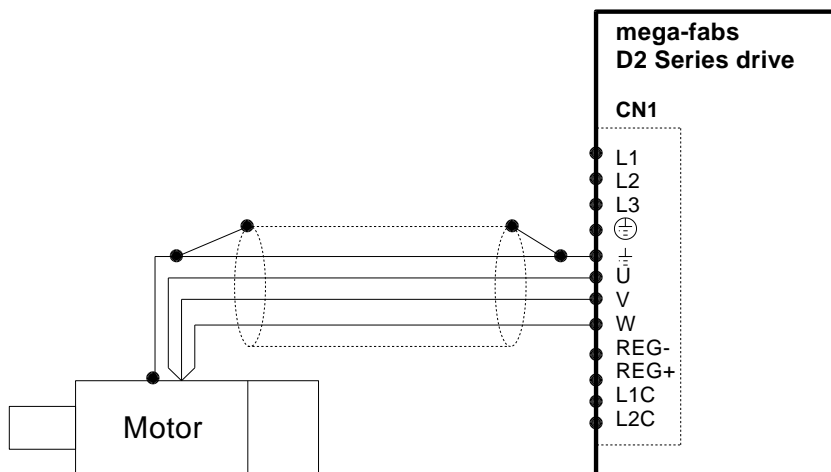 mega-fabs
D2 Series drive
CN1
L1
L2
L3
U
V
W
REG-
REG+
L1C
L2C
Motor